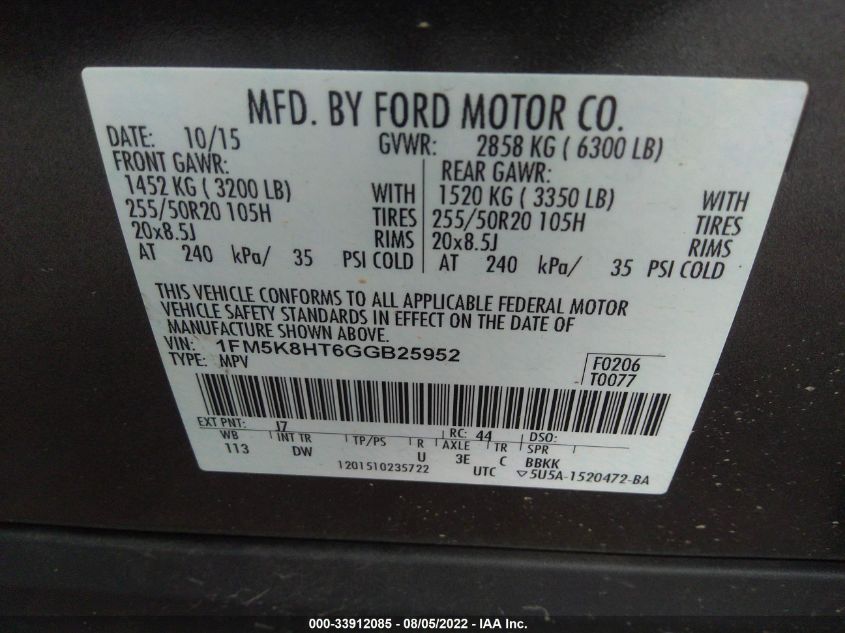 MFD. BY FORD MOTOR CO.
DATE: 10/15 GVWR: 2858 KG ( 6300 LB)
FRONT GAWR: REAR GAWR:
1452 KG ( 3200 LB) WITH 1520 KG ( 3350 LB) WITH
255/50R20 105H TIRES 255/50R20 105H TIRES
20x8.5J RIMS 20x8.5J RIMS
AT 240 kPa/ 35 PSI COLD AT 240 kPa/ 35 PSI COLD
THIS VEHICLE CONFORMS TO ALL APPLICABLE FEDERAL MOTOR
VEHICLE SAFETY STANDARDS IN EFFECT ON THE DATE OF
MANUFACTURE SHOWN ABOVE.
VIN: 1FM5K8HT6GGB25952 F0206
TYPE: MPV T0077
EXT PNT: J7 RC: 44 DSO:
WB INT TR TP/PS R AXLE TR SPR
113 DW U 3E C BBKK
1201510235722 UTC ▽5U5A-1520472-BA
000-33912085 - 08/05/2022 - IAA Inc.